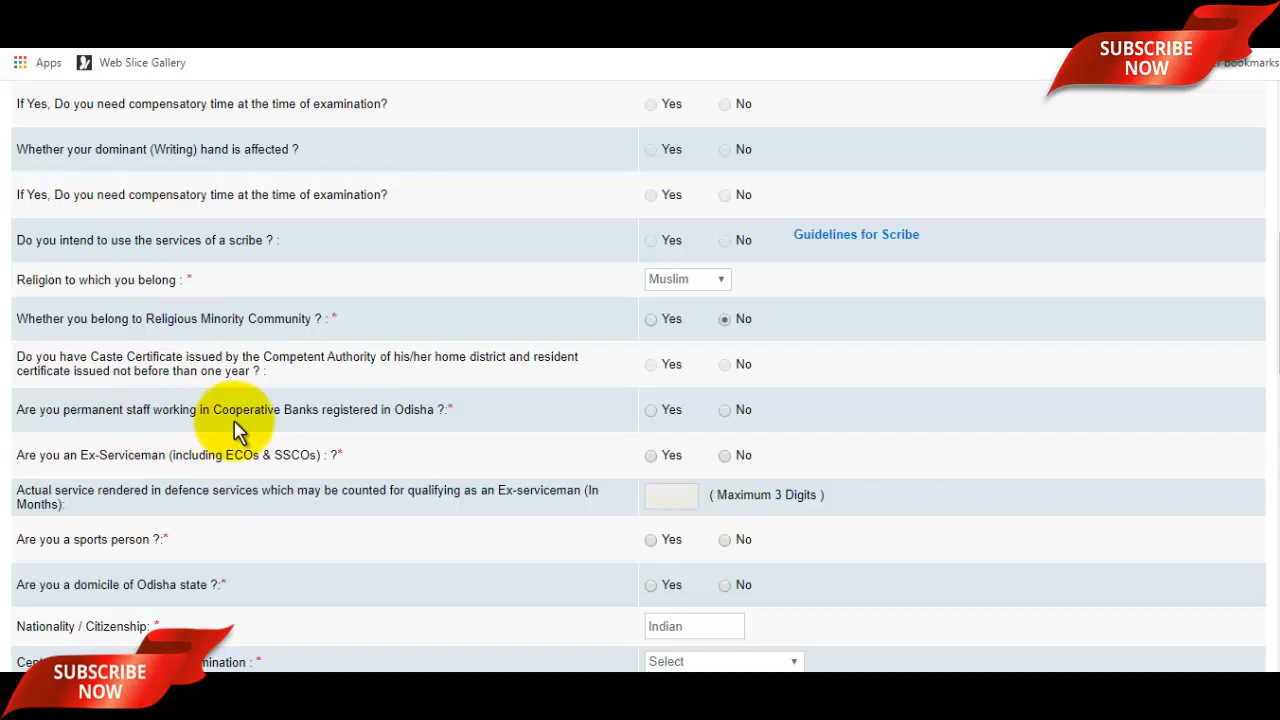 SUBSCRIBE
NOW
Apps Web Slice Gallery bookmarks
If Yes, Do you need compensatory time at the time of examination? Yes No
Whether your dominant (Writing) hand is affected ? Yes No
If Yes, Do you need compensatory time at the time of examination? Yes No
Do you intend to use the services of a scribe ? : Yes No Guidelines for Scribe
Religion to which you belong : * Muslim
Whether you belong to Religious Minority Community ? : * Yes No
Do you have Caste Certificate issued by the Competent Authority of his/her home district and resident
certificate issued not before than one year ? : Yes No
Are you permanent staff working in Cooperative Banks registered in Odisha ?:* Yes No
Are you an Ex-Serviceman (including ECOs & SSCOs) : ?* Yes No
Actual service rendered in defence services which may be counted for qualifying as an Ex-serviceman (In
Months): ( Maximum 3 Digits )
Are you a sports person ?:* Yes No
Are you a domicile of Odisha state ?:* Yes No
Nationality / Citizenship: * Indian
mination : * Select
SUBSCRIBE
NOW